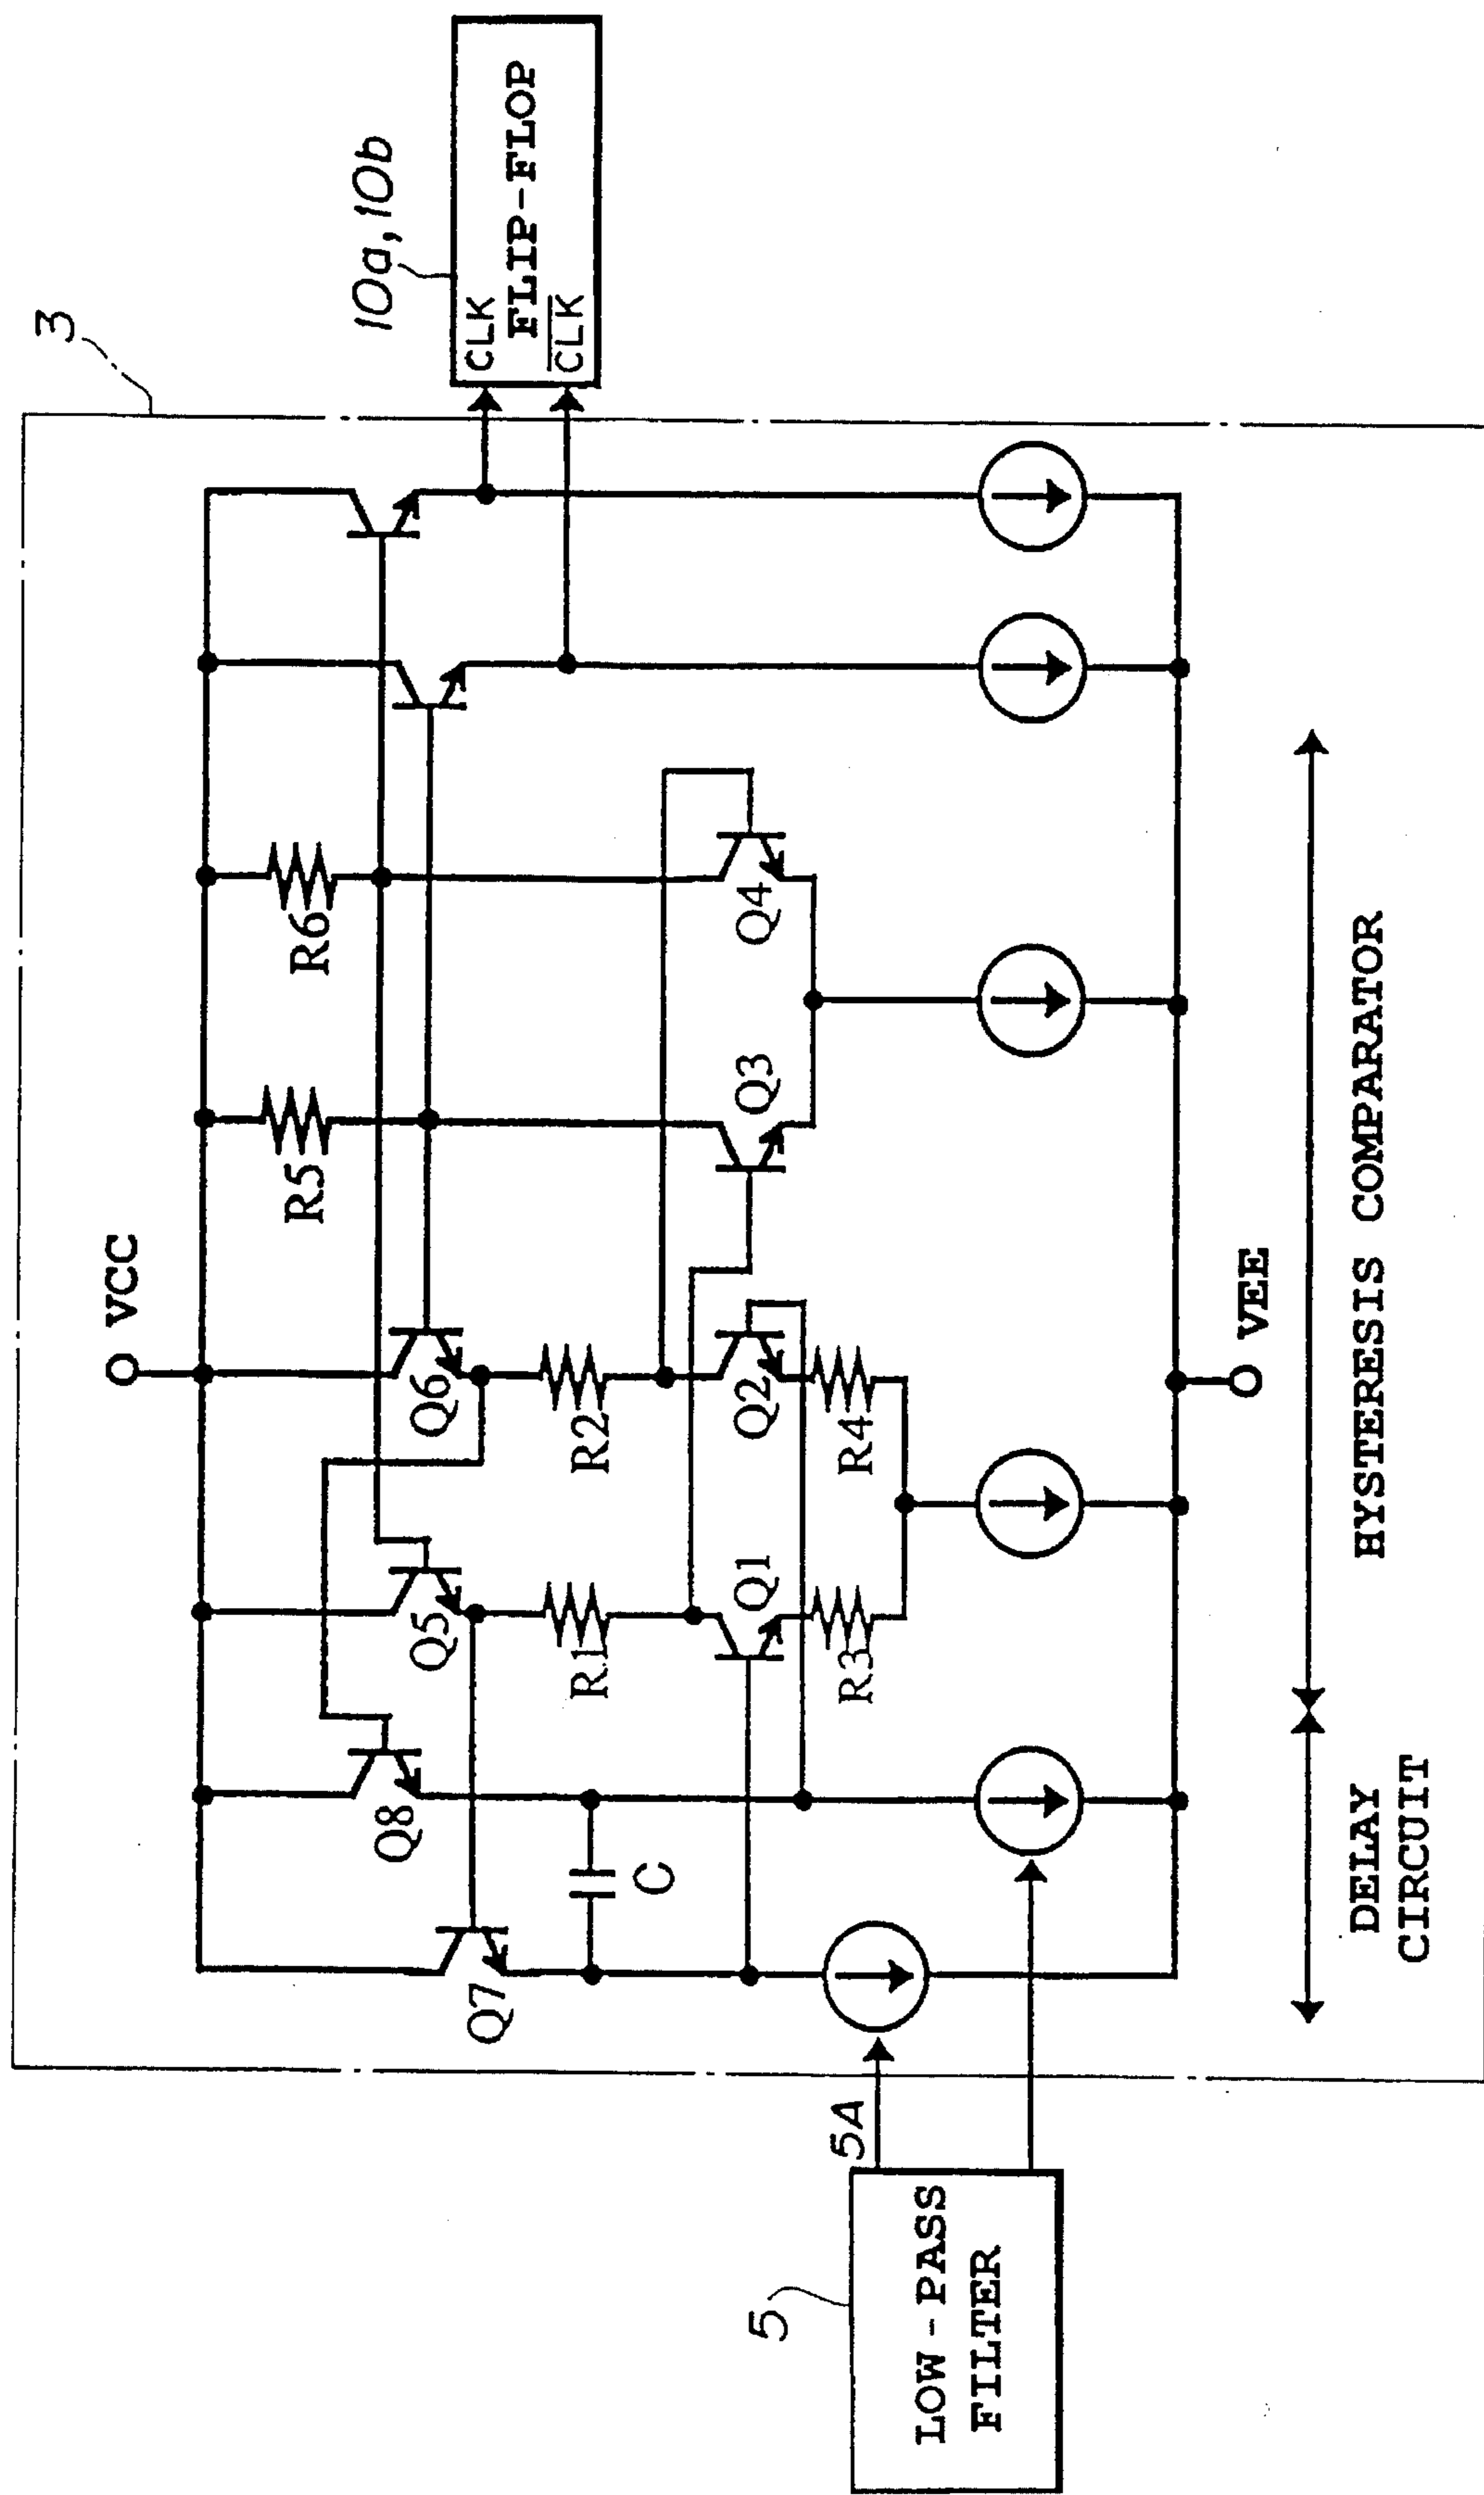 3
10a, 10b
CLK
FLIP-FLOP
CLK
VCC
R5
R6
Q8
Q5
Q6
Q7
C
R1
R2
Q1
Q2
Q3
Q4
R3
R4
5
5A
LOW-PASS
FILTER
VEE
DELAY
CIRCUIT
HYSTERESIS COMPARATOR